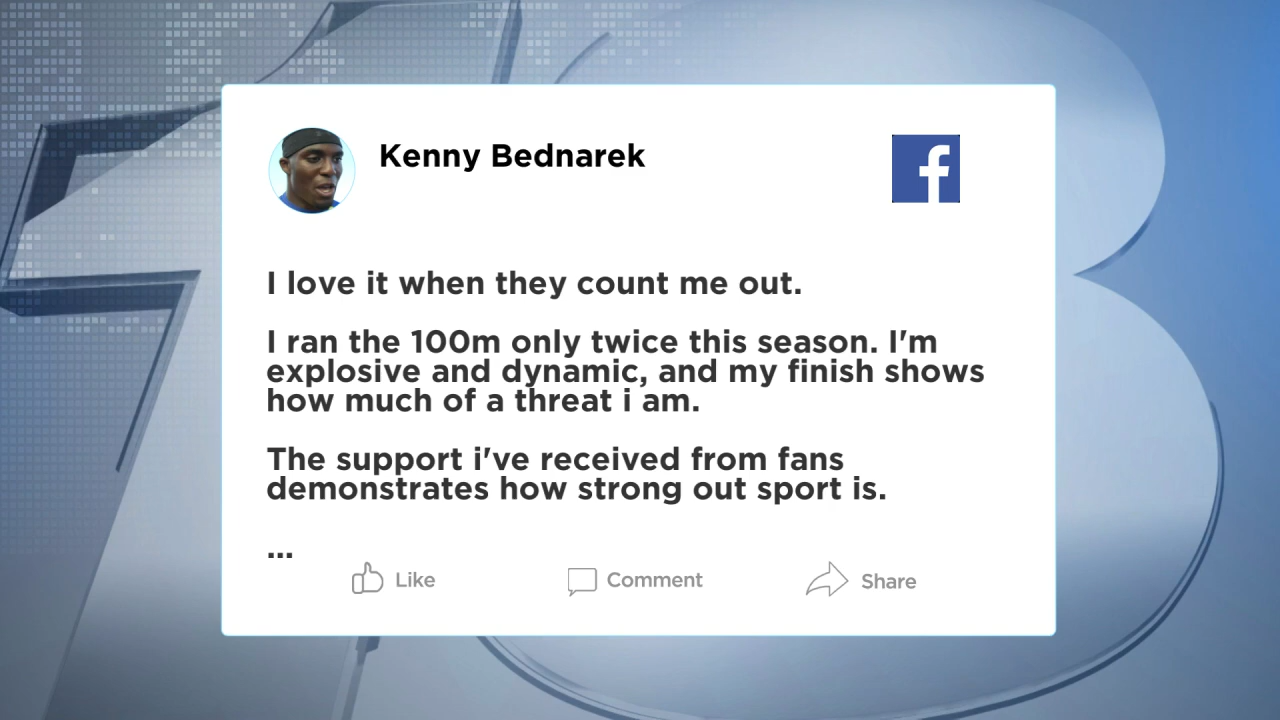 Kenny Bednarek
f
I love it when they count me out.
I ran the 100m only twice this season. I'm
explosive and dynamic, and my finish shows
how much of a threat i am.
The support i've received from fans
demonstrates how strong out sport is.
...
Like
Comment
Share